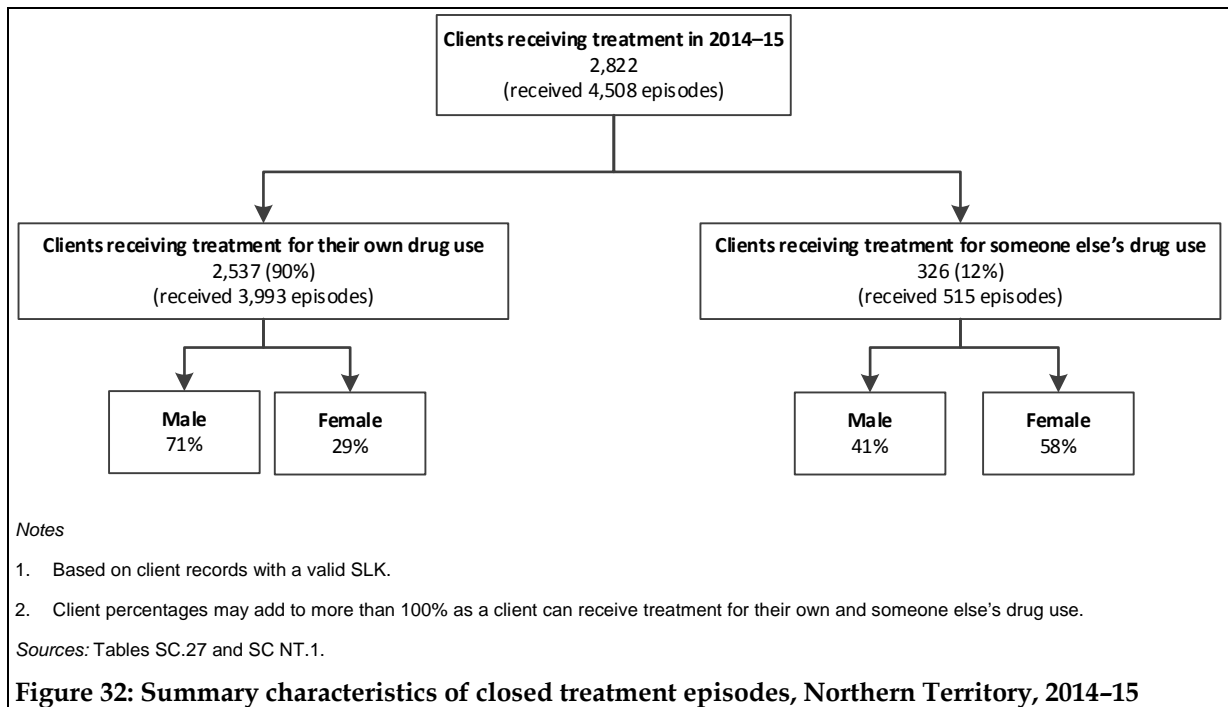 Clients receiving treatment in 2014–15
2,822
(received 4,508 episodes)
Clients receiving treatment for their own drug use
2,537 (90%)
(received 3,993 episodes)
Clients receiving treatment for someone else’s drug use
326 (12%)
(received 515 episodes)
Male
71%
Female
29%
Male
41%
Female
58%
Notes
1. Based on client records with a valid SLK.
2. Client percentages may add to more than 100% as a client can receive treatment for their own and someone else’s drug use.
Sources: Tables SC.27 and SC NT.1.
Figure 32: Summary characteristics of closed treatment episodes, Northern Territory, 2014–15